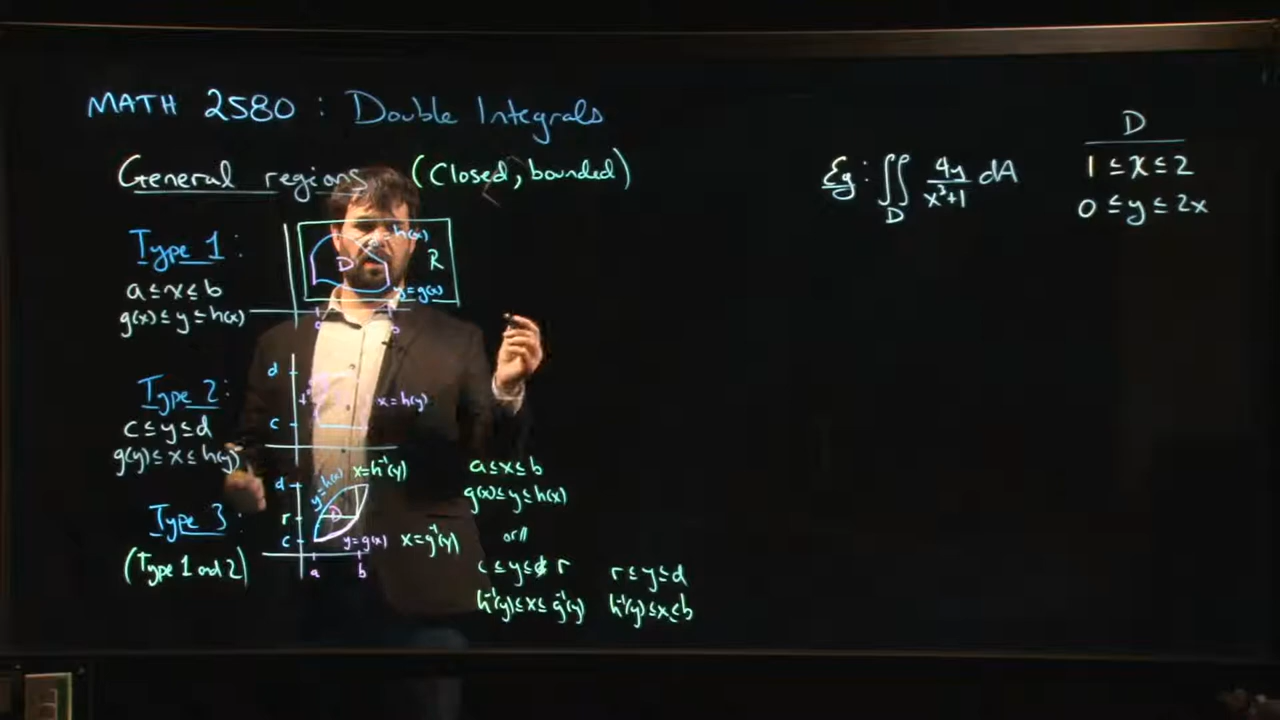 MATH 2580 : Double Integrals
General regions (Closed, bounded)
Type 1 :
a ≤ x ≤ b
g(x) ≤ y ≤ h(x)
y = h(x)
D
R
y = g(x)
a b
Type 2 :
c ≤ y ≤ d
g(y) ≤ x ≤ h(y)
d
c
x = h(y)
Type 3 :
(Type 1 and 2)
d
r
c
y = h(x)
x = h⁻¹(y)
D
y = g(x)
x = g⁻¹(y)
a b
a ≤ x ≤ b
g(x) ≤ y ≤ h(x)
or //
c ≤ y ≤ r
h⁻¹(y) ≤ x ≤ g⁻¹(y)
r ≤ y ≤ d
h⁻¹(y) ≤ x ≤ b
Eg : ∬_D 4y/(x³+1) dA
D
1 ≤ x ≤ 2
0 ≤ y ≤ 2x